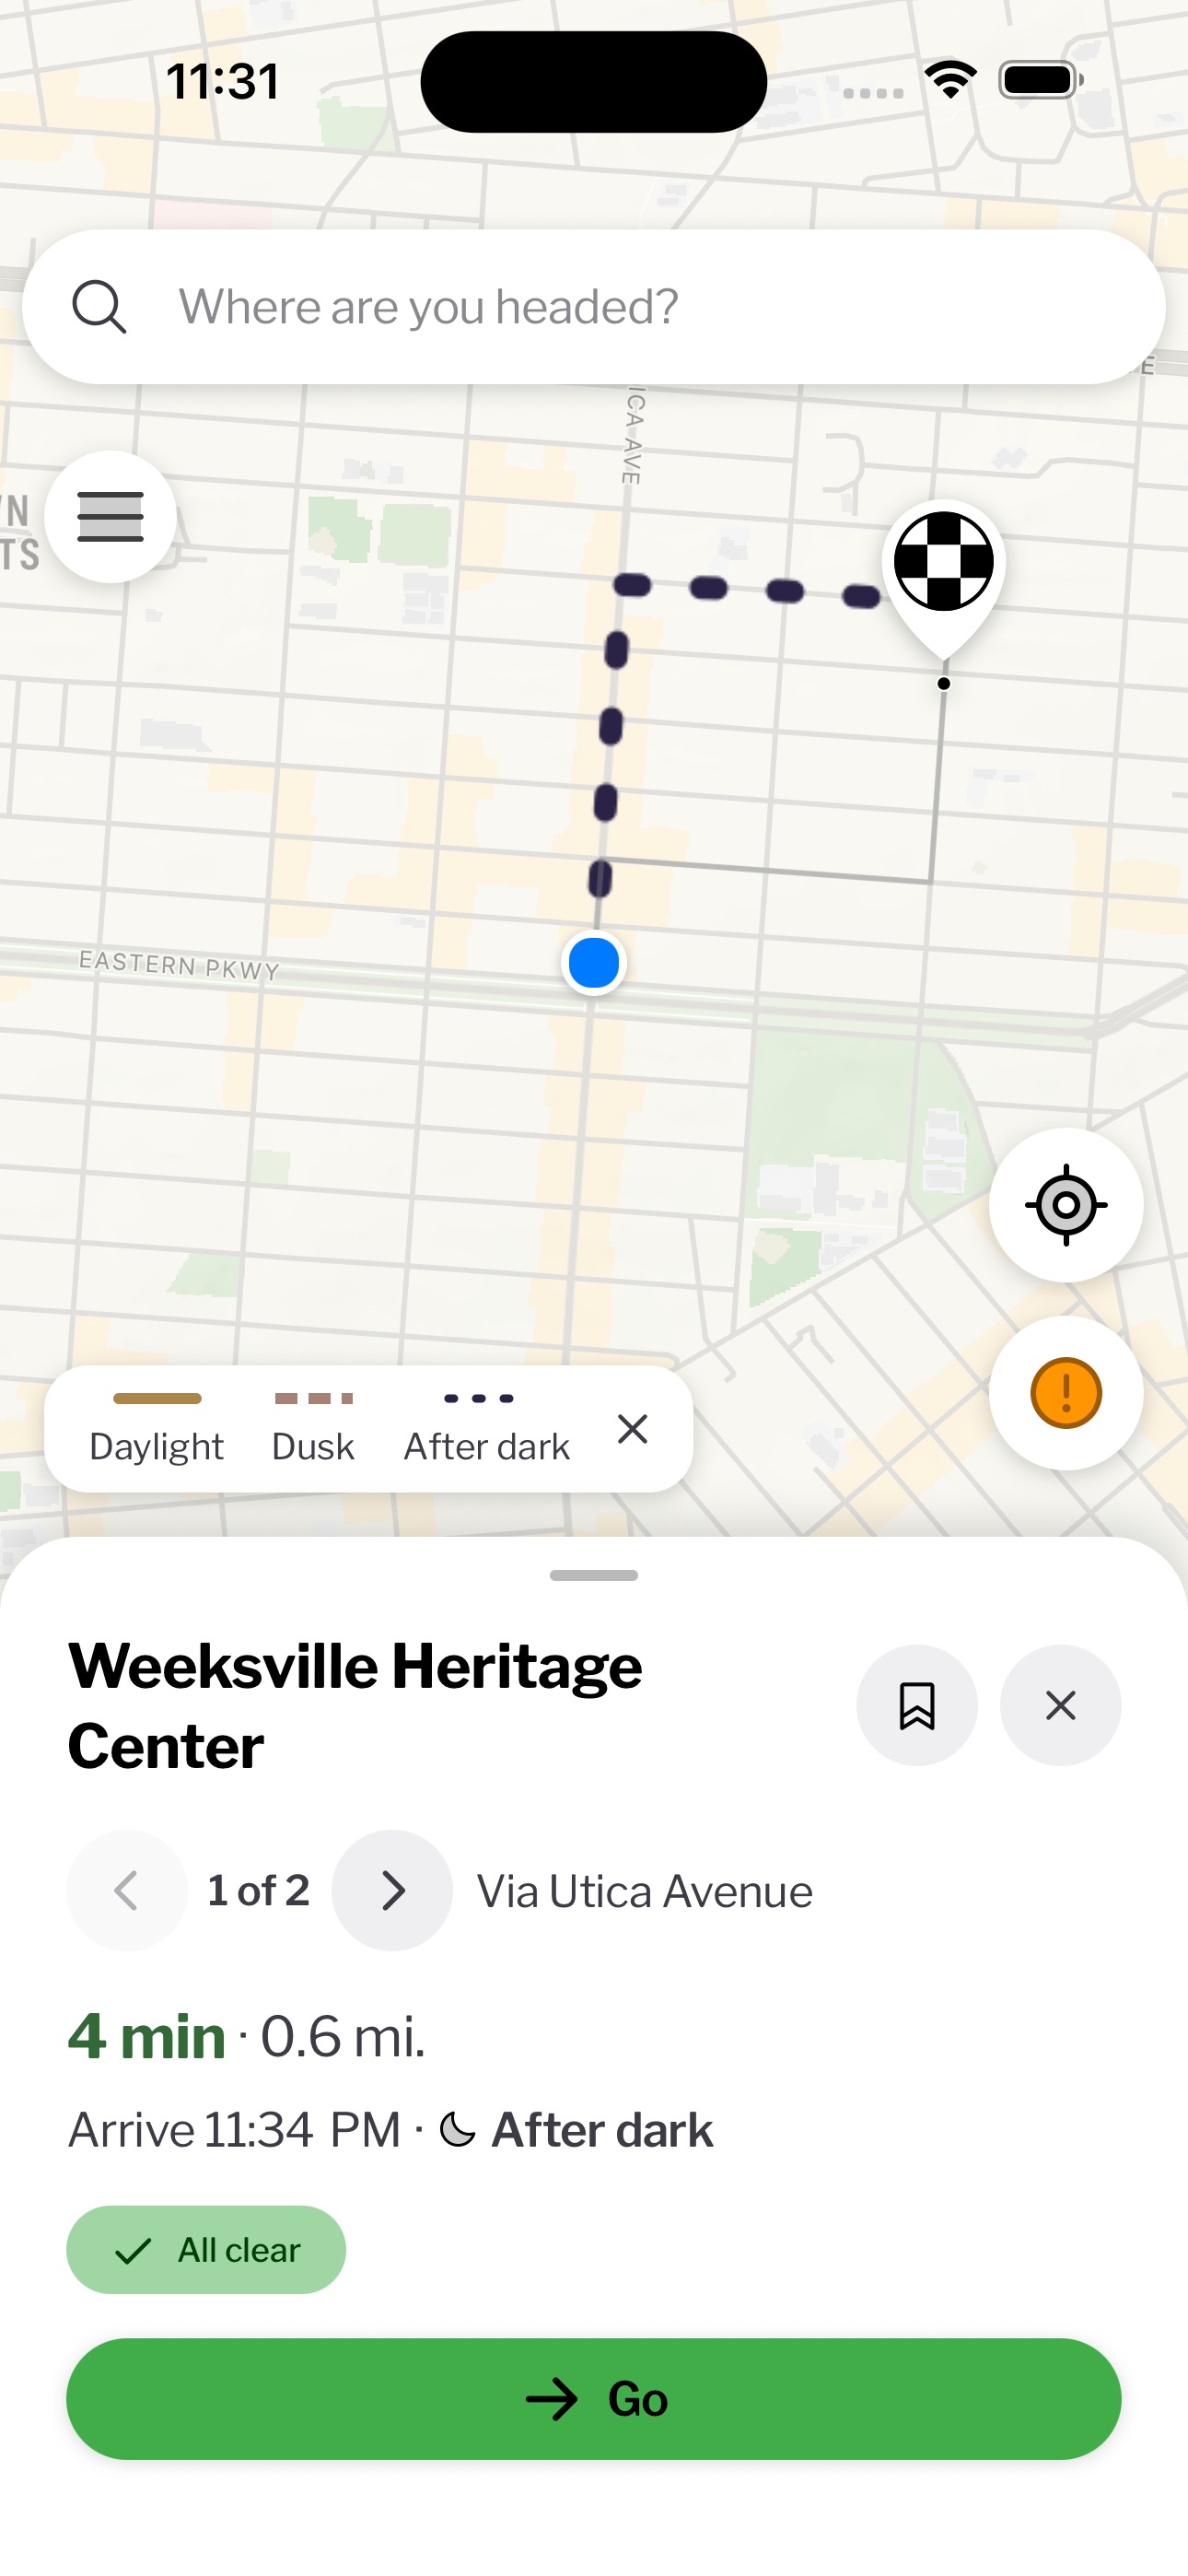 11:31
Where are you headed?
E
ICA AVE
N
TS
EASTERN PKWY
Daylight
Dusk
After dark
Weeksville Heritage
Center
1 of 2
Via Utica Avenue
4 min · 0.6 mi.
Arrive 11:34 PM · After dark
All clear
Go